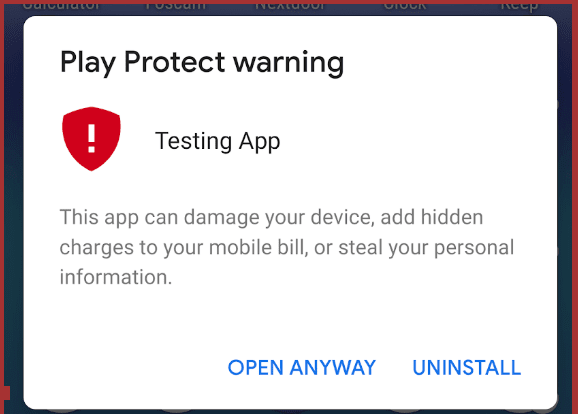 Calculator Foscam Nextdoor Clock Keep
Play Protect warning
Testing App
This app can damage your device, add hidden
charges to your mobile bill, or steal your personal
information.
OPEN ANYWAY UNINSTALL